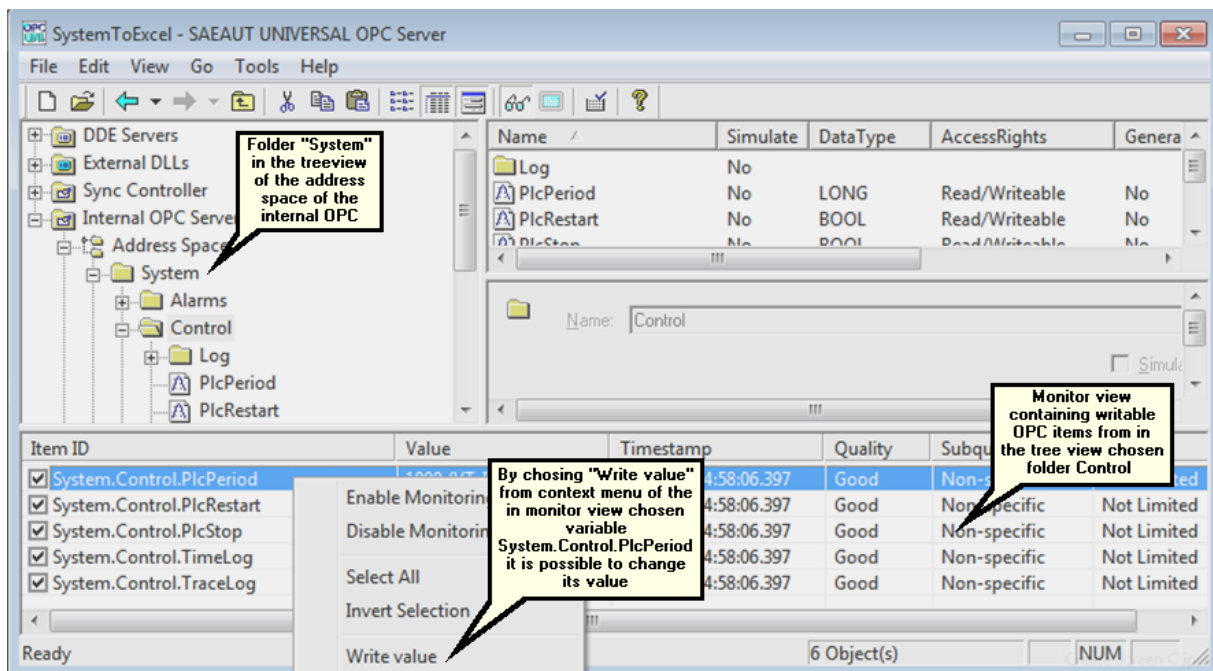 SystemToExcel - SAEAUT UNIVERSAL OPC Server
File Edit View Go Tools Help
DDE Servers
External DLLs
Sync Controller
Internal OPC Server
Address Space
System
Alarms
Control
Log
PlcPeriod
PlcRestart
Folder "System"
in the treeview
of the address
space of the
internal OPC
Name Simulate DataType AccessRights Genera
Log No
PlcPeriod No LONG Read/Writeable No
PlcRestart No BOOL Read/Writeable No
PlcStop No BOOL Read/Writeable No
Name: Control
Simula
Monitor view
containing writable
OPC items from in
the tree view chosen
folder Control
Item ID Value Timestamp Quality
System.Control.PlcPeriod 4:58:06.397 Good
System.Control.PlcRestart 4:58:06.397 Good Non-specific Not Limited
System.Control.PlcStop 4:58:06.397 Good Non-specific Not Limited
System.Control.TimeLog 4:58:06.397 Good Non-specific Not Limited
System.Control.TraceLog 4:58:06.397 Good Non-specific Not Limited
Enable Monitoring
Disable Monitoring
Select All
Invert Selection
Write value
By chosing "Write value"
from context menu of the
in monitor view chosen
variable
System.Control.PlcPeriod
it is possible to change
its value
Ready 6 Object(s) NUM